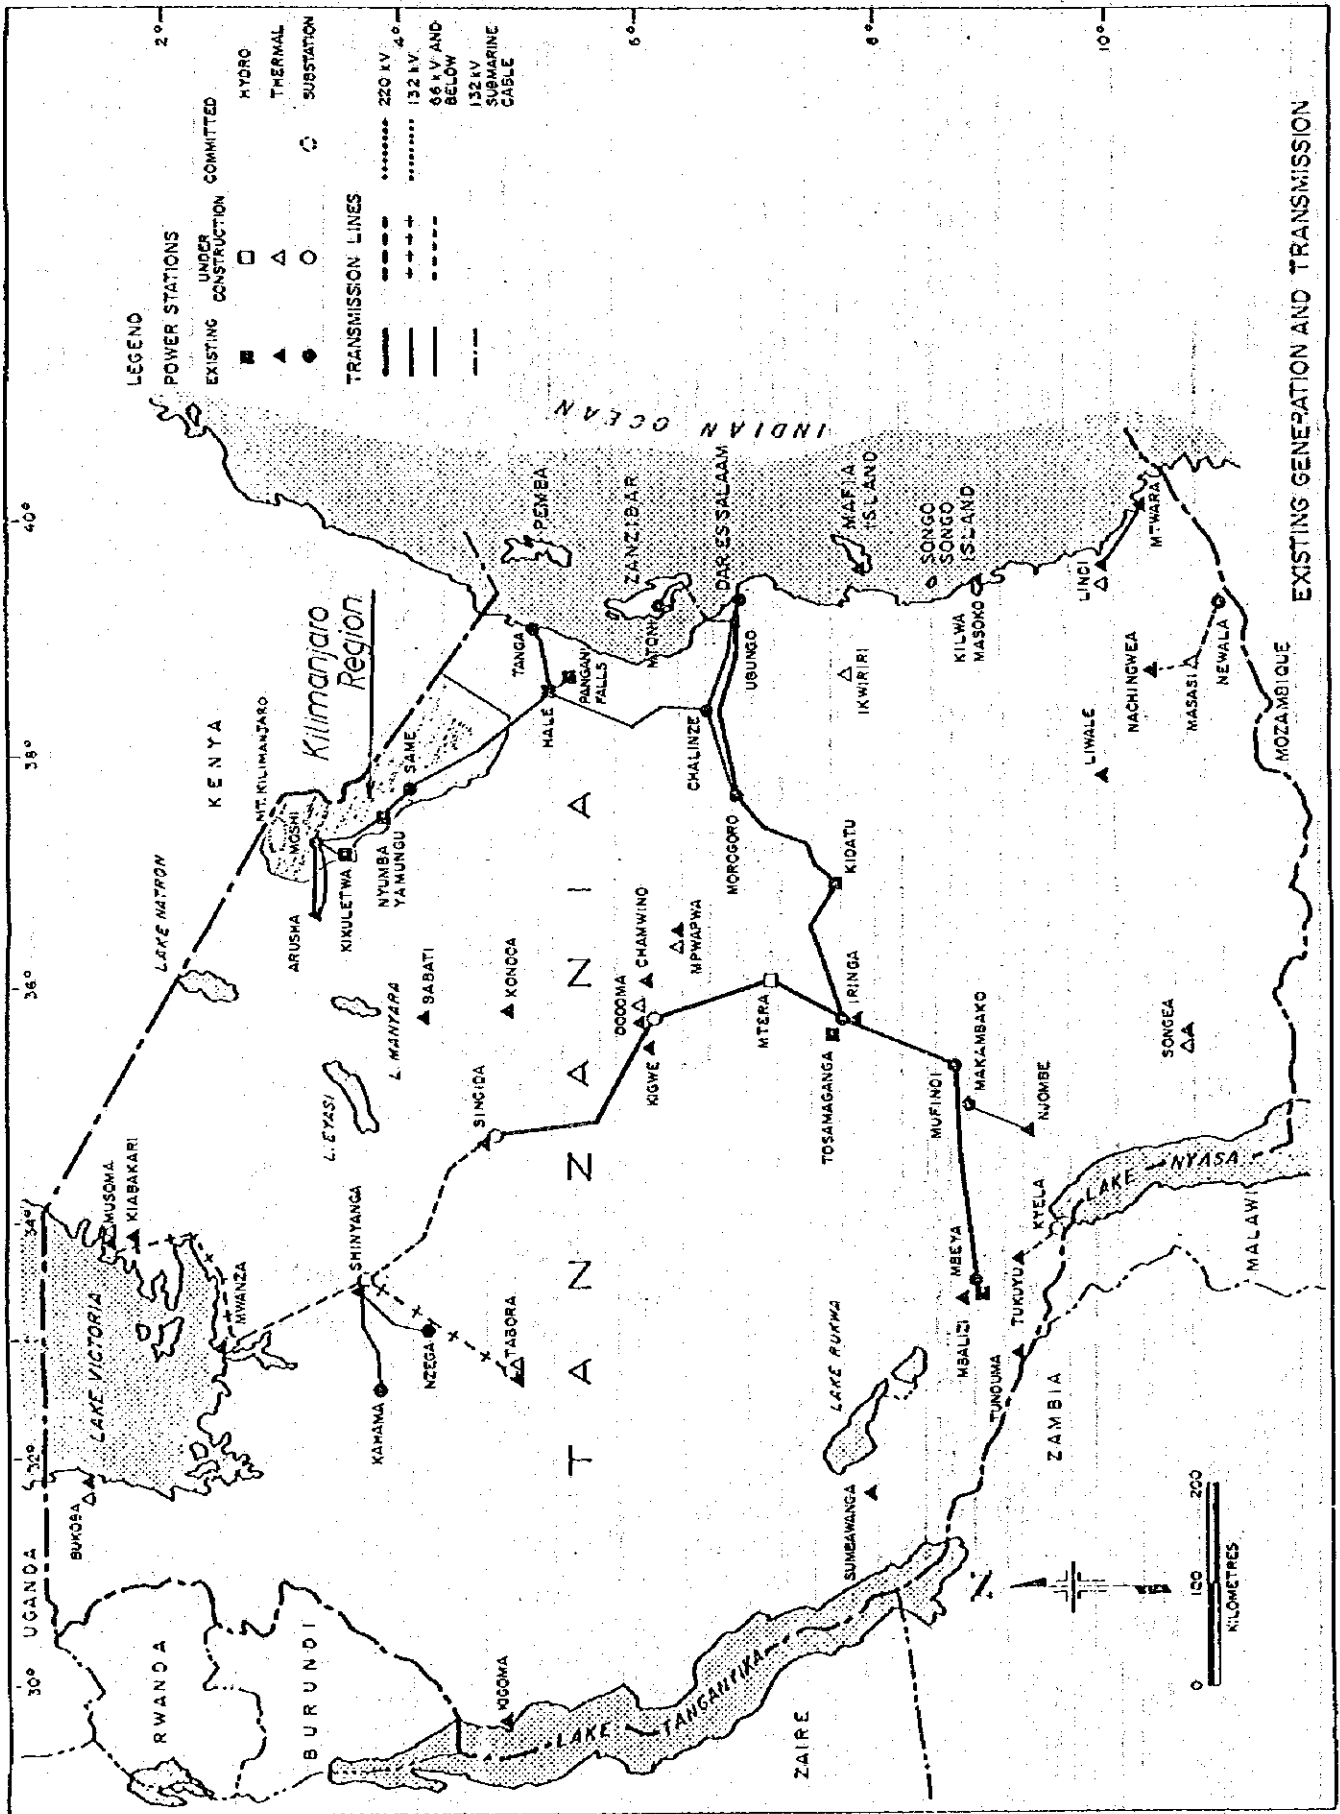 30°
32°
34°
36°
38°
40°
2°
4°
6°
8°
10°
UGANDA
RWANDA
BURUNDI
ZAIRE
KENYA
ZAMBIA
MALAWI
MOZAMBIQUE
TANZANIA
INDIAN OCEAN
LAKE VICTORIA
LAKE NATRON
L. EYASI
L. MANYARA
LAKE TANGANYIKA
LAKE RUKWA
LAKE NYASA
BUKOBA
MUSOMA
KIABAKARI
MWANZA
SHINYANGA
KAHAMA
NZEGA
TABORA
SINGIDA
KIGOMA
MT. KILIMANJARO
MOSHI
ARUSHA
KIKULETWA
NYUMBA
YA MUNGU
SAME
Kilimanjaro
Region
BABATI
KONDOA
DODOMA
CHAMWINO
KIGWE
MPWAPWA
TANGA
HALE
PANGANI
FALLS
PEMBA
ZANZIBAR
MTONI
DAR ES SALAAM
UBUNGO
CHALINZE
MOROGORO
KIDATU
MTERA
IRINGA
TOSAMAGANGA
MUFINDI
MAKAMBAKO
NJOMBE
MBEYA
MBALIZI
TUKUYU
KYELA
TUNDUMA
SUMBAWANGA
SONGEA
IKWIRIRI
MAFIA
ISLAND
SONGO
SONGO
ISLAND
KILWA
MASOKO
LIWALE
NACHINGWEA
MASASI
NEWALA
LINDI
MTWARA
LEGEND
POWER STATIONS
EXISTING UNDER CONSTRUCTION COMMITTED
HYDRO
THERMAL
SUBSTATION
TRANSMISSION LINES
220 kV
132 kV
66 kV AND
BELOW
132 kV
SUBMARINE
CABLE
N
0 100 200
KILOMETRES
EXISTING GENERATION AND TRANSMISSION